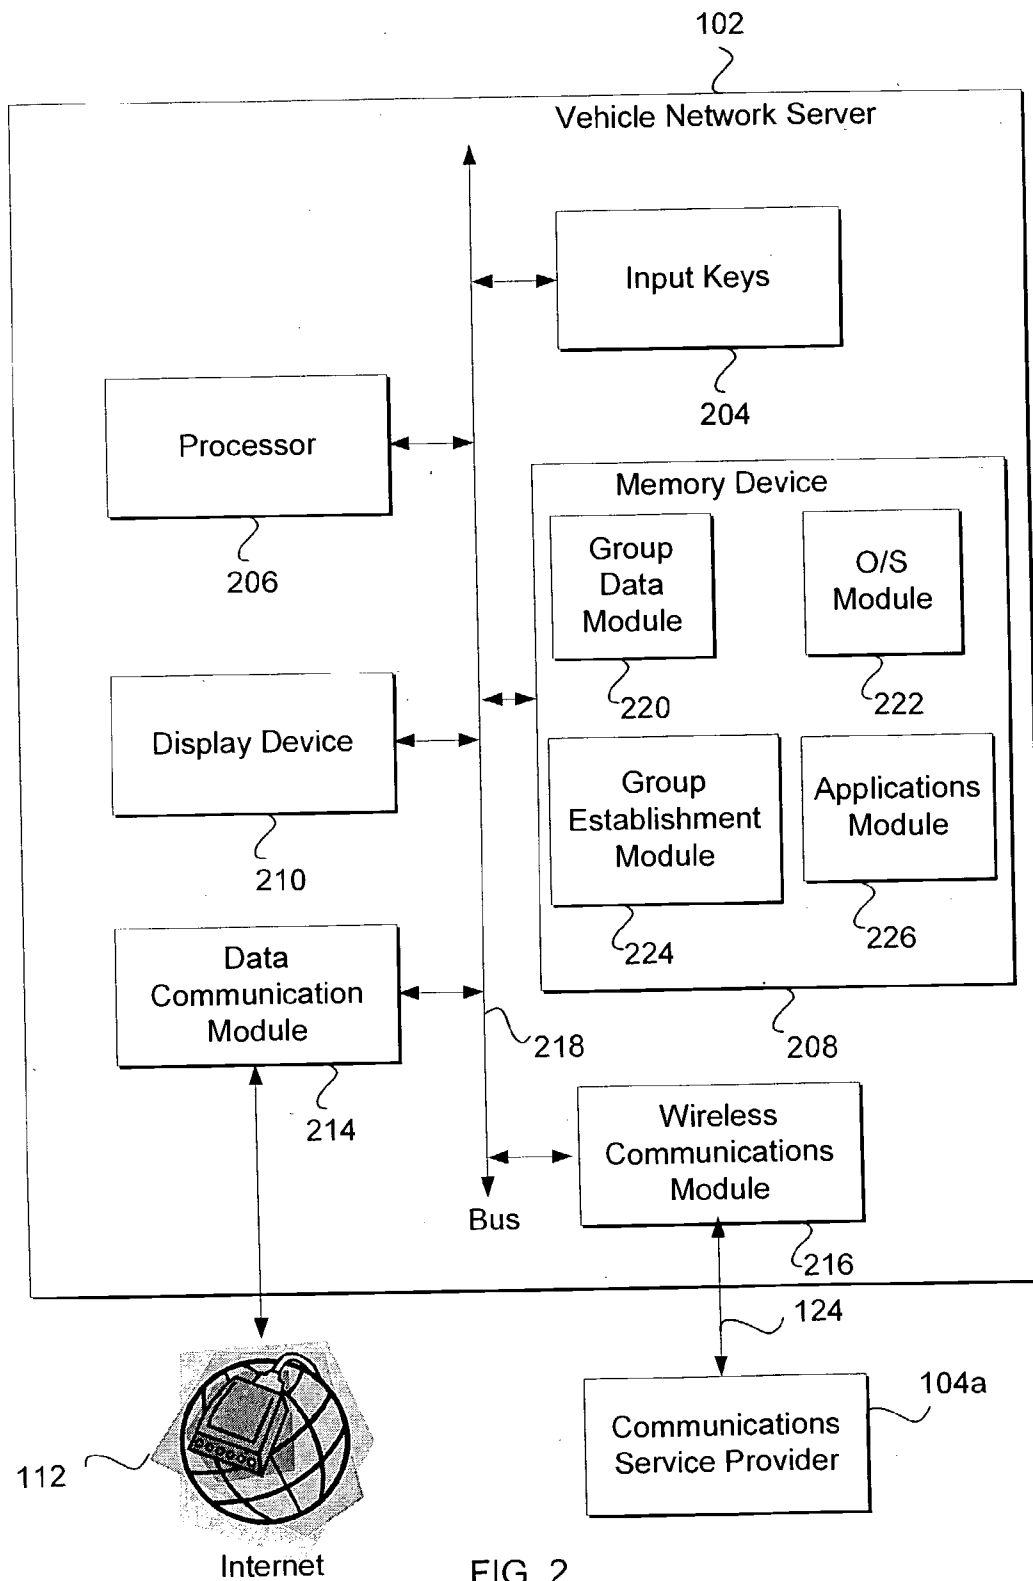 102
Vehicle Network Server
Input Keys
204
Processor
206
Memory Device
Group
Data
Module
220
O/S
Module
222
Display Device
210
Group
Establishment
Module
224
Applications
Module
226
Data
Communication
Module
214
218
208
Wireless
Communications
Module
216
Bus
124
104a
Communications
Service Provider
112
Internet
FIG. 2